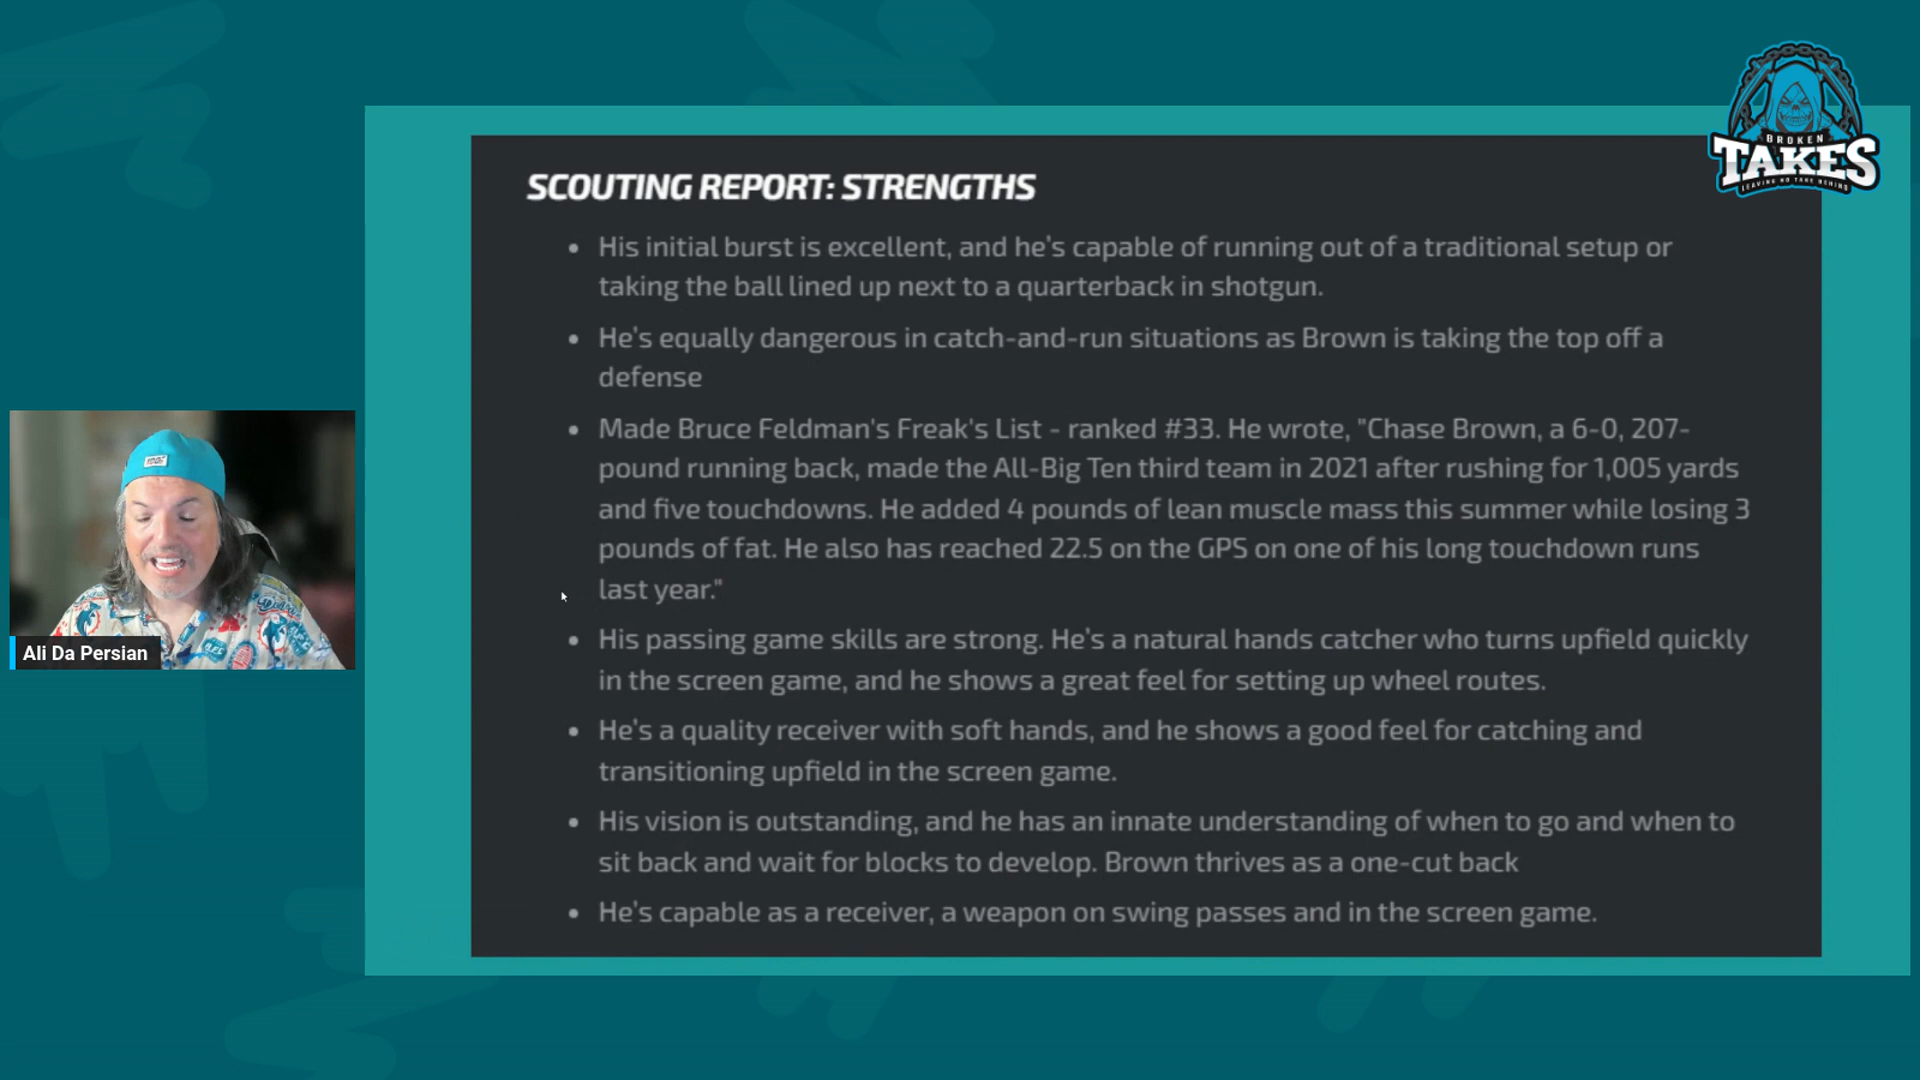 BROKEN
TAKES
LEAVING NO TAKE BEHIND
SCOUTING REPORT: STRENGTHS
• His initial burst is excellent, and he's capable of running out of a traditional setup or
taking the ball lined up next to a quarterback in shotgun.
• He's equally dangerous in catch-and-run situations as Brown is taking the top off a
defense
• Made Bruce Feldman's Freak's List - ranked #33. He wrote, "Chase Brown, a 6-0, 207-
pound running back, made the All-Big Ten third team in 2021 after rushing for 1,005 yards
and five touchdowns. He added 4 pounds of lean muscle mass this summer while losing 3
pounds of fat. He also has reached 22.5 on the GPS on one of his long touchdown runs
last year."
• His passing game skills are strong. He's a natural hands catcher who turns upfield quickly
in the screen game, and he shows a great feel for setting up wheel routes.
• He's a quality receiver with soft hands, and he shows a good feel for catching and
transitioning upfield in the screen game.
• His vision is outstanding, and he has an innate understanding of when to go and when to
sit back and wait for blocks to develop. Brown thrives as a one-cut back
• He's capable as a receiver, a weapon on swing passes and in the screen game.
Ali Da Persian